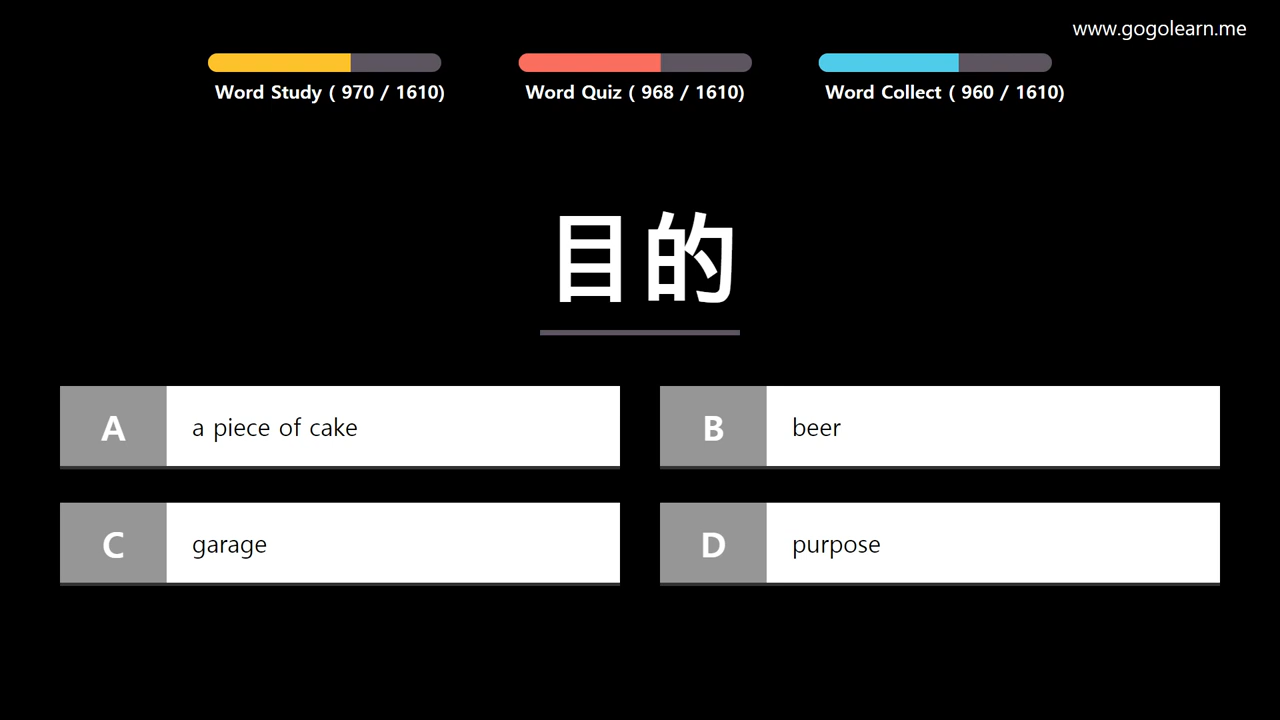 www.gogolearn.me
Word Study ( 970 / 1610)
Word Quiz ( 968 / 1610)
Word Collect ( 960 / 1610)
目的
A a piece of cake
B beer
C garage
D purpose